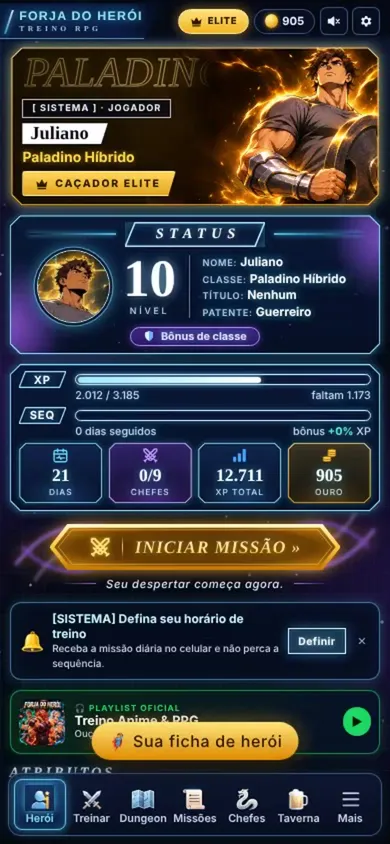 FORJA DO HERÓI
TREINO RPG
ELITE
905
PALADINO
[ SISTEMA ] · JOGADOR
Juliano
Paladino Híbrido
CAÇADOR ELITE
STATUS
10
NÍVEL
NOME: Juliano
CLASSE: Paladino Híbrido
TÍTULO: Nenhum
PATENTE: Guerreiro
Bônus de classe
XP
2.012 / 3.185
faltam 1.173
SEQ
0 dias seguidos
bônus +0% XP
21
DIAS
0/9
CHEFES
12.711
XP TOTAL
905
OURO
INICIAR MISSÃO »
Seu despertar começa agora.
[SISTEMA] Defina seu horário de
treino
Receba a missão diária no celular e não perca a
sequência.
Definir
×
FORJA DO HERÓI
PLAYLIST OFICIAL
Treino Anime & RPG
Sua ficha de herói
ATRIBUTOS
Herói
Treinar
Dungeon
Missões
Chefes
Taverna
Mais